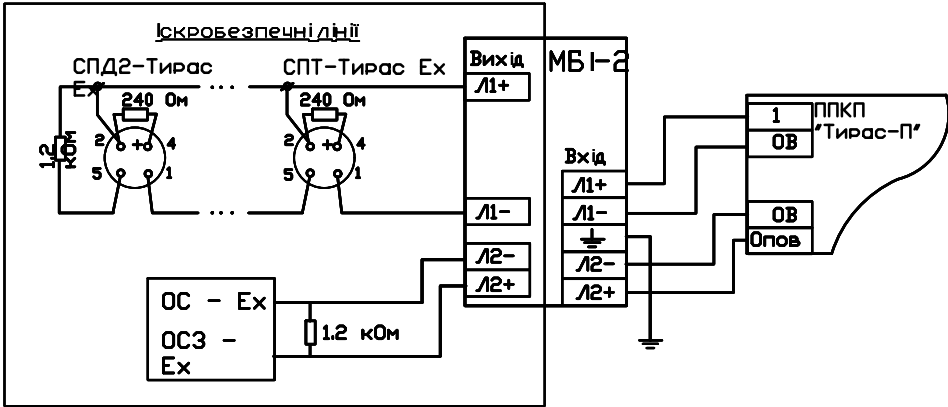 Іскробезпечні лінії
СПД2-Тирас Ex
СПТ-Тирас Ex
240 Ом
240 Ом
1.2 кОм
2 + 4
5 1
2 + 4
5 1
Вихід
Л1+
Л1-
Л2-
Л2+
МБ1-2
Вхід
Л1+
Л1-
Л2-
Л2+
1
ОВ
ОВ
Опов
ППКП
"Тирас-П"
ОС - Ex
ОСЗ -
Ex
1.2 кОм